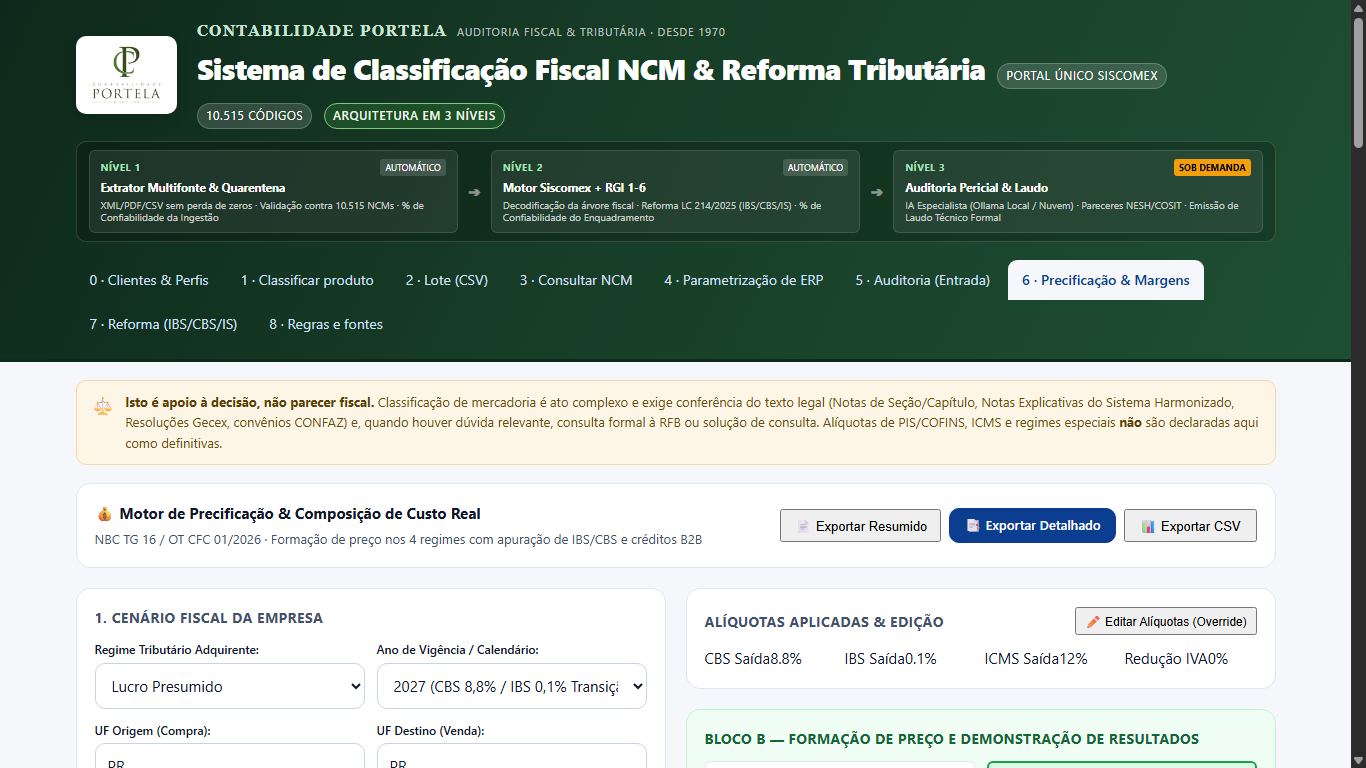 CONTABILIDADE PORTELA AUDITORIA FISCAL & TRIBUTÁRIA · DESDE 1970
PORTELA
Sistema de Classificação Fiscal NCM & Reforma Tributária PORTAL ÚNICO SISCOMEX
10.515 CÓDIGOS ARQUITETURA EM 3 NÍVEIS
NÍVEL 1 AUTOMÁTICO
Extrator Multifonte & Quarentena
XML/PDF/CSV sem perda de zeros · Validação contra 10.515 NCMs · % de
Confiabilidade da Ingestão
➔
NÍVEL 2 AUTOMÁTICO
Motor Siscomex + RGI 1-6
Decodificação da árvore fiscal · Reforma LC 214/2025 (IBS/CBS/IS) · % de
Confiabilidade do Enquadramento
➔
NÍVEL 3 SOB DEMANDA
Auditoria Pericial & Laudo
IA Especialista (Ollama Local / Nuvem) · Pareceres NESH/COSIT · Emissão de
Laudo Técnico Formal
0 · Clientes & Perfis 1 · Classificar produto 2 · Lote (CSV) 3 · Consultar NCM 4 · Parametrização de ERP 5 · Auditoria (Entrada) 6 · Precificação & Margens
7 · Reforma (IBS/CBS/IS) 8 · Regras e fontes
Isto é apoio à decisão, não parecer fiscal. Classificação de mercadoria é ato complexo e exige conferência do texto legal (Notas de Seção/Capítulo, Notas Explicativas do Sistema Harmonizado,
Resoluções Gecex, convênios CONFAZ) e, quando houver dúvida relevante, consulta formal à RFB ou solução de consulta. Alíquotas de PIS/COFINS, ICMS e regimes especiais não são declaradas aqui
como definitivas.
Motor de Precificação & Composição de Custo Real
NBC TG 16 / OT CFC 01/2026 · Formação de preço nos 4 regimes com apuração de IBS/CBS e créditos B2B
Exportar Resumido Exportar Detalhado Exportar CSV
1. CENÁRIO FISCAL DA EMPRESA
Regime Tributário Adquirente: Ano de Vigência / Calendário:
Lucro Presumido 2027 (CBS 8,8% / IBS 0,1% Transiç
UF Origem (Compra): UF Destino (Venda):
PR PR
ALÍQUOTAS APLICADAS & EDIÇÃO Editar Alíquotas (Override)
CBS Saída8.8% IBS Saída0.1% ICMS Saída12% Redução IVA0%
BLOCO B — FORMAÇÃO DE PREÇO E DEMONSTRAÇÃO DE RESULTADOS